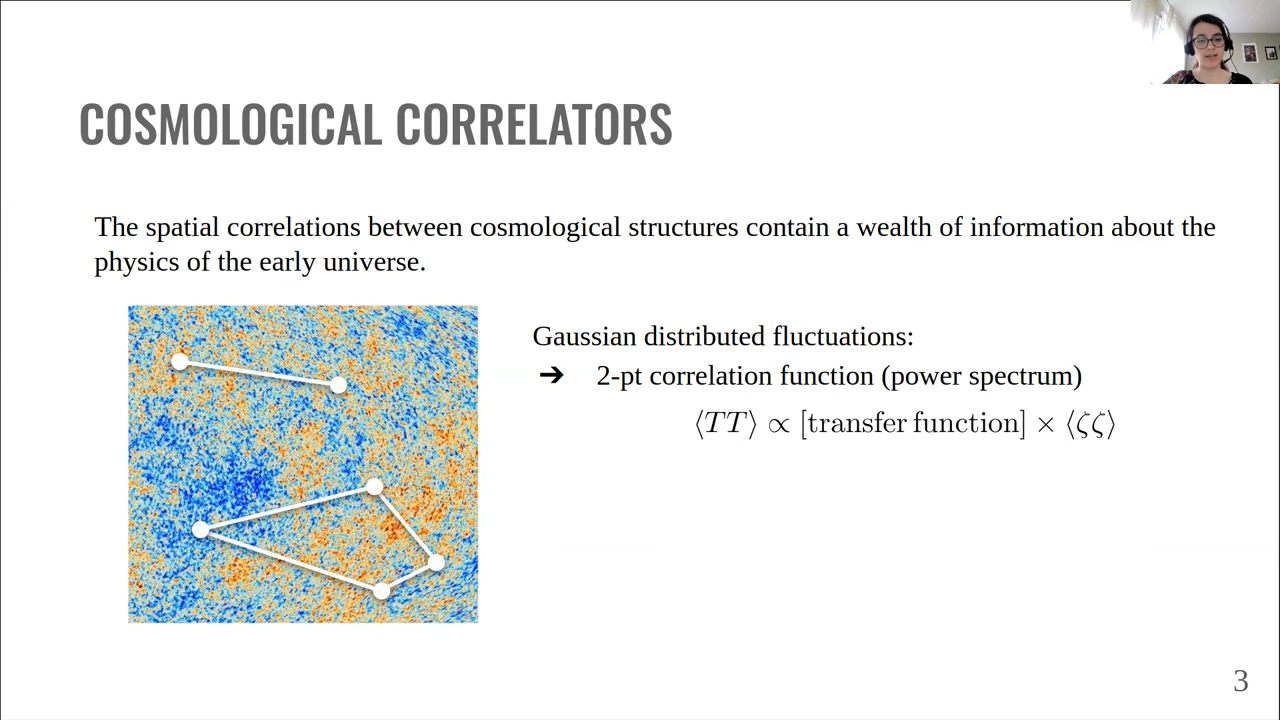 COSMOLOGICAL CORRELATORS
The spatial correlations between cosmological structures contain a wealth of information about the
physics of the early universe.
Gaussian distributed fluctuations:
➔ 2-pt correlation function (power spectrum)
⟨TT⟩ ∝ [transfer function] × ⟨ζζ⟩
3